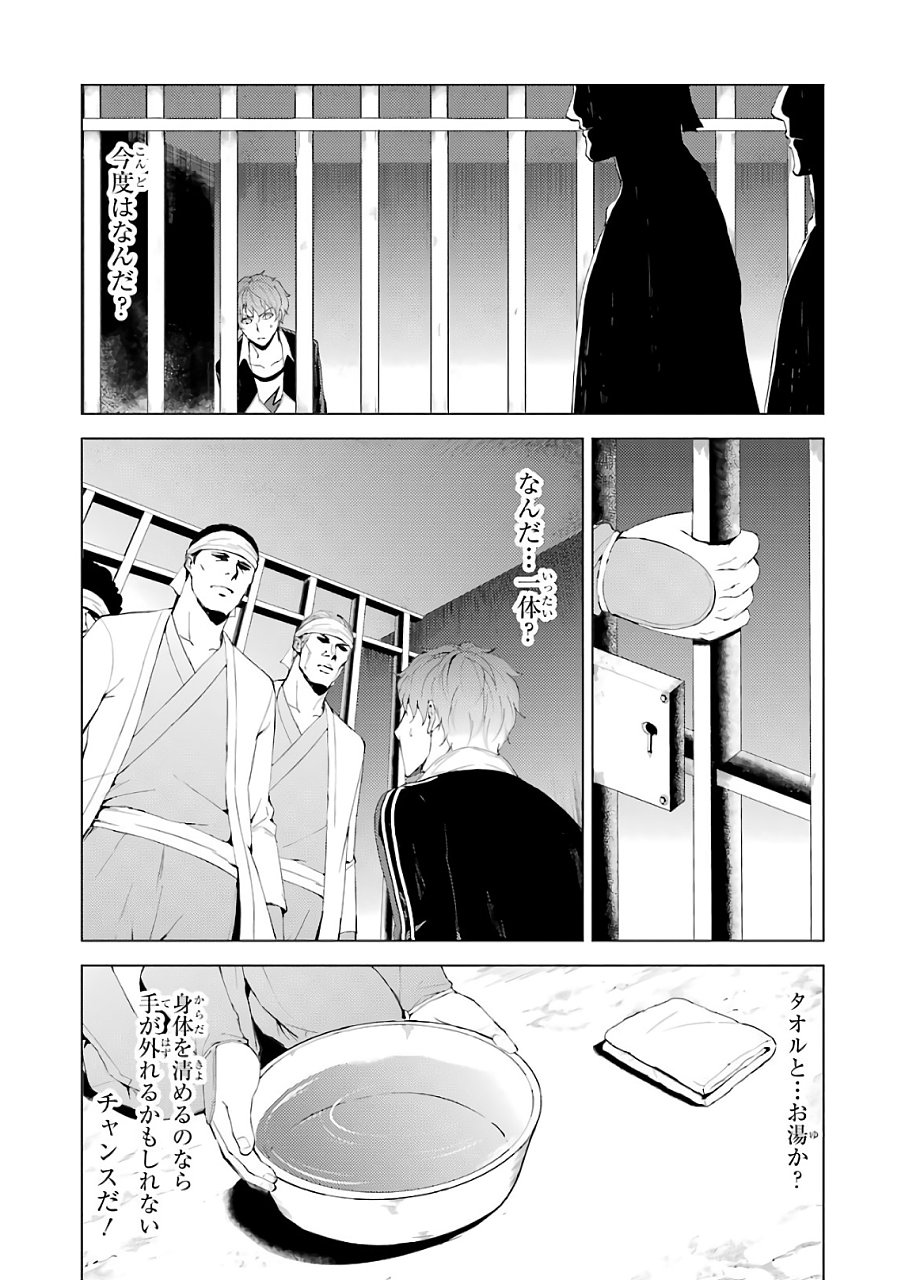 今度はなんだ？
なんだ…一体？
タオルと…お湯か？
身体を清めるのなら
手が外れるかもしれない
チャンスだ！